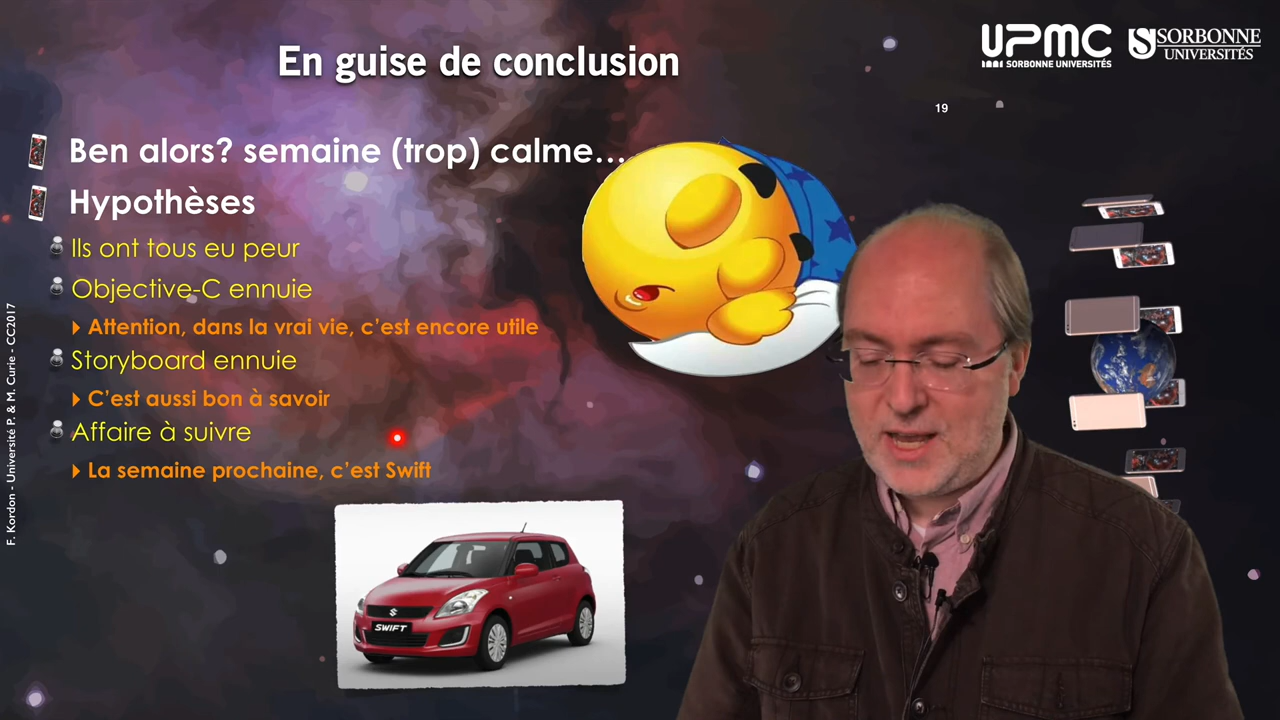 En guise de conclusion
UPMC
SORBONNE UNIVERSITÉS
SORBONNE
UNIVERSITÉS
19
Ben alors? semaine (trop) calme…
Hypothèses
Ils ont tous eu peur
Objective-C ennuie
Attention, dans la vrai vie, c’est encore utile
Storyboard ennuie
C’est aussi bon à savoir
Affaire à suivre
La semaine prochaine, c’est Swift
SWIFT
F. Kordon - Université P. & M. Curie - CC2017